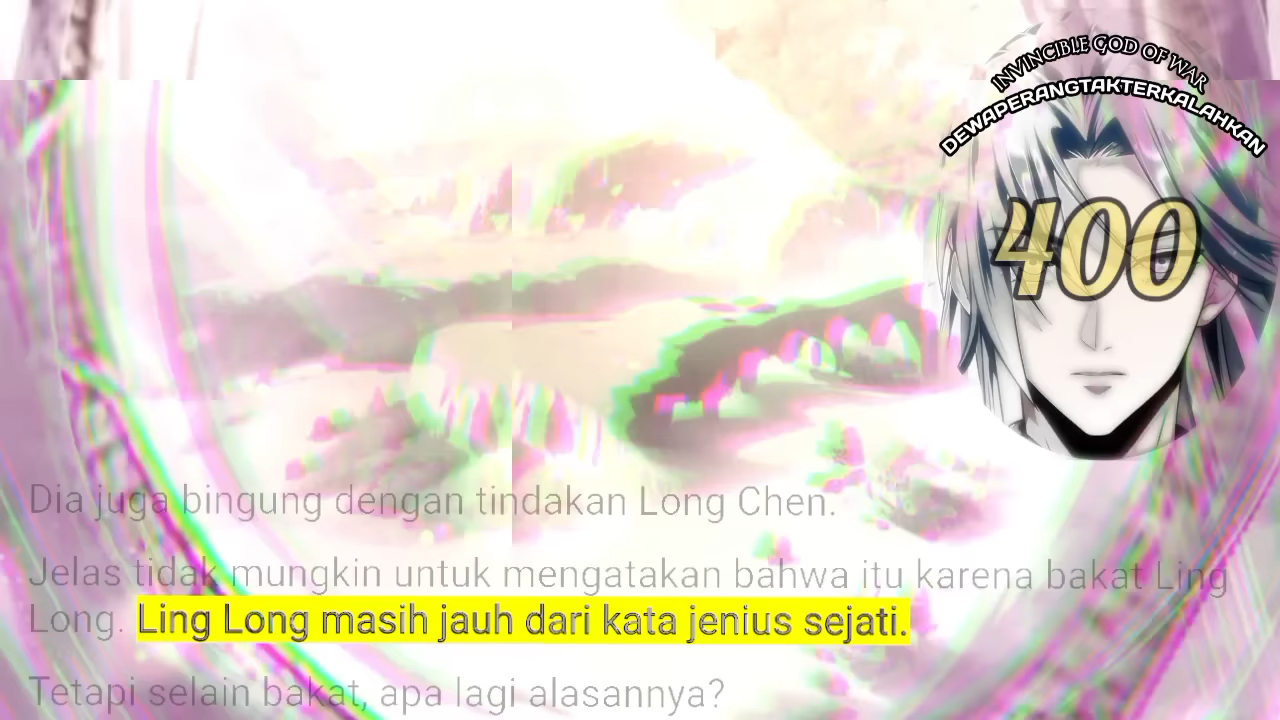 INVINCIBLE GOD OF WAR
DEWAPERANGTAKTERKALAHKAN
400
Dia juga bingung dengan tindakan Long Chen.
Jelas tidak mungkin untuk mengatakan bahwa itu karena bakat Ling
Long. Ling Long masih jauh dari kata jenius sejati.
Tetapi selain bakat, apa lagi alasannya?